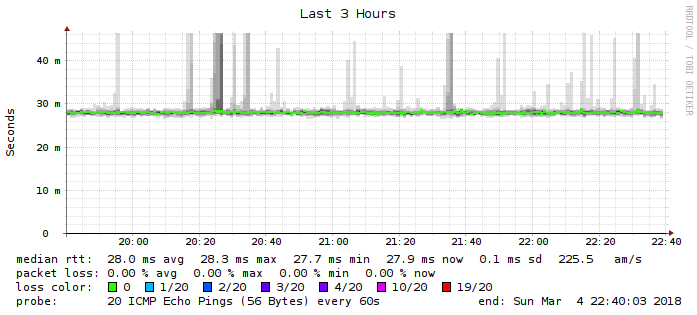 Last 3 Hours
RRDTOOL / TOBI OETIKER
Seconds
40 m
30 m
20 m
10 m
0
20:00 20:20 20:40 21:00 21:20 21:40 22:00 22:20 22:40
median rtt: 28.0 ms avg 28.3 ms max 27.7 ms min 27.9 ms now 0.1 ms sd 225.5 am/s
packet loss: 0.00 % avg 0.00 % max 0.00 % min 0.00 % now
loss color: 0 1/20 2/20 3/20 4/20 10/20 19/20
probe: 20 ICMP Echo Pings (56 Bytes) every 60s end: Sun Mar 4 22:40:03 2018